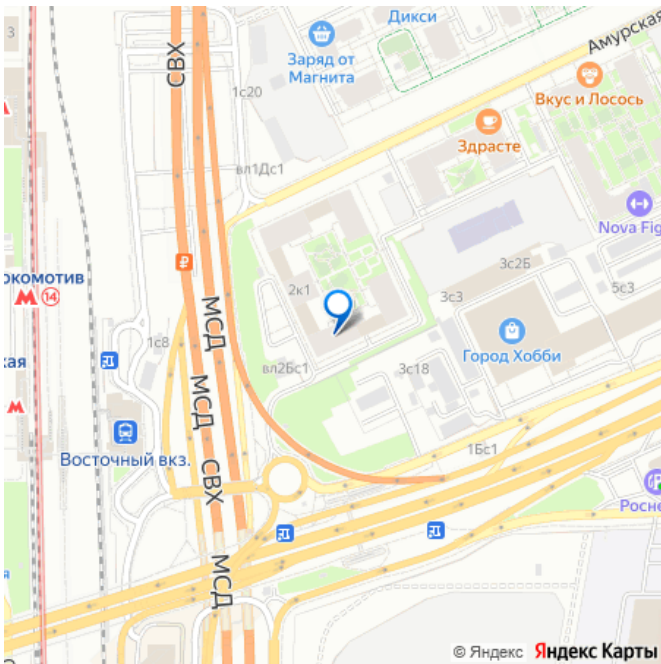 Дикси
3
Заряд от
Магнита
Амурская
СВХ
1с20
Вкус и Лосось
Здрасте
вл1Дс1
Nova Fig
окомотив
14
2к1
3с2Б
3с3
5с3
МСД
1с8
Город Хобби
кая
вл2Бс1
3с18
МСД
Восточный вкз.
СВХ
1Бс1
Росне
МСД
я
© Яндекс Яндекс Карты